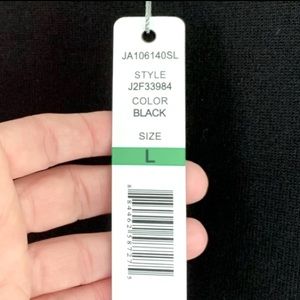 JA106140SL
STYLE
J2F33984
COLOR
BLACK
SIZE
L